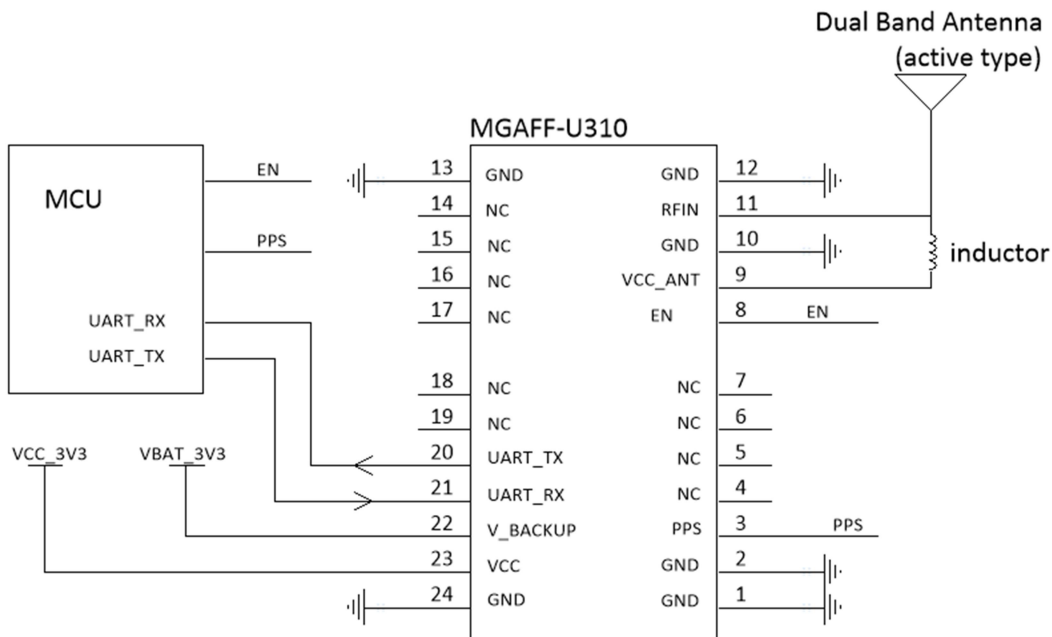 Dual Band Antenna
(active type)
MGAFF-U310
MCU
EN
PPS
UART_RX
UART_TX
VCC_3V3
VBAT_3V3
13 GND
14 NC
15 NC
16 NC
17 NC
18 NC
19 NC
20 UART_TX
21 UART_RX
22 V_BACKUP
23 VCC
24 GND
GND 12
RFIN 11
GND 10
VCC_ANT 9
EN 8 EN
NC 7
NC 6
NC 5
NC 4
PPS 3 PPS
GND 2
GND 1
inductor